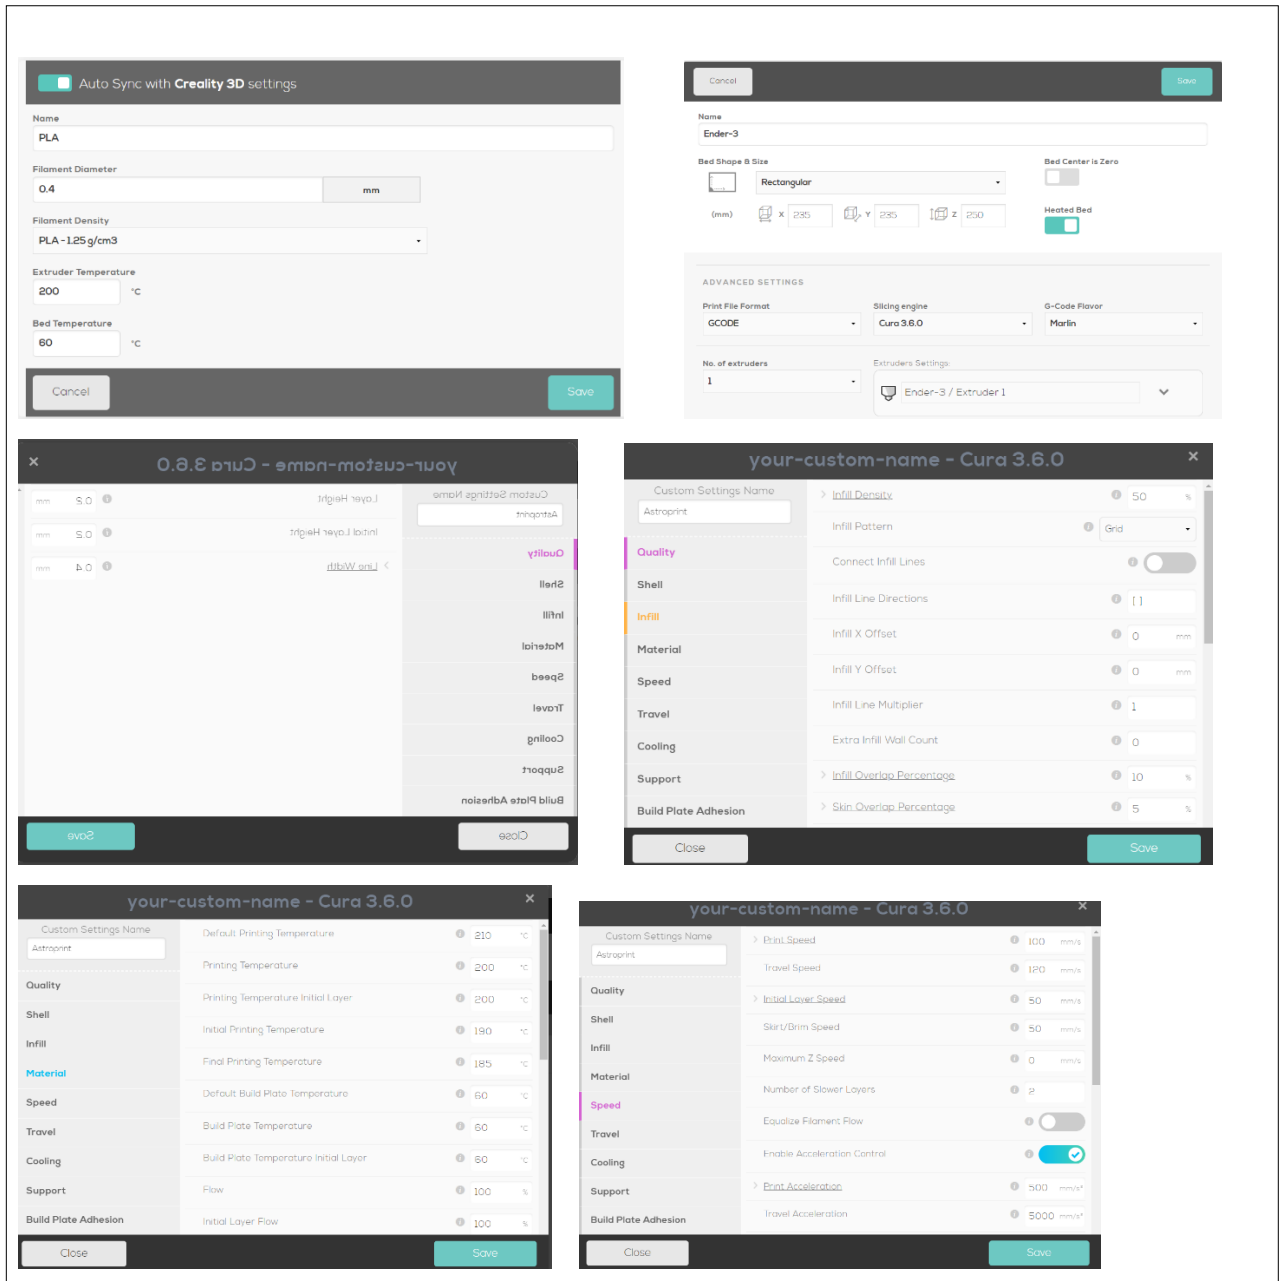 Auto Sync with Creality 3D settings
Name
PLA
Filament Diameter
0.4 mm
Filament Density
PLA - 1.25 g/cm3
Extruder Temperature
200 °C
Bed Temperature
60 °C
Cancel Save
Cancel Save
Name
Ender-3
Bed Shape & Size Bed Center is Zero
Rectangular
(mm) X 235 Y 235 Z 250
Heated Bed
ADVANCED SETTINGS
Print File Format Slicing engine G-Code Flavor
GCODE Cura 3.6.0 Marlin
No. of extruders Extruders Settings:
1 Ender-3 / Extruder 1
your-custom-name - Cura 3.6.0 ×
Custom Settings Name
Astroprint
Quality
Shell
Infill
Material
Speed
Travel
Cooling
Support
Build Plate Adhesion
Layer Height 0.2 mm
Initial Layer Height 0.2 mm
> Line Width 0.4 mm
Close Save
your-custom-name - Cura 3.6.0 ×
Custom Settings Name
Astroprint
Quality
Shell
Infill
Material
Speed
Travel
Cooling
Support
Build Plate Adhesion
> Infill Density 50 %
Infill Pattern Grid
Connect Infill Lines
Infill Line Directions [ ]
Infill X Offset 0 mm
Infill Y Offset 0 mm
Infill Line Multiplier 1
Extra Infill Wall Count 0
> Infill Overlap Percentage 10 %
> Skin Overlap Percentage 5 %
Close Save
your-custom-name - Cura 3.6.0 ×
Custom Settings Name
Astroprint
Quality
Shell
Infill
Material
Speed
Travel
Cooling
Support
Build Plate Adhesion
Default Printing Temperature 210 °C
Printing Temperature 200 °C
Printing Temperature Initial Layer 200 °C
Initial Printing Temperature 190 °C
Final Printing Temperature 185 °C
Default Build Plate Temperature 60 °C
Build Plate Temperature 60 °C
Build Plate Temperature Initial Layer 60 °C
Flow 100 %
Initial Layer Flow 100 %
Close Save
your-custom-name - Cura 3.6.0 ×
Custom Settings Name
Astroprint
Quality
Shell
Infill
Material
Speed
Travel
Cooling
Support
Build Plate Adhesion
> Print Speed 100 mm/s
Travel Speed 120 mm/s
> Initial Layer Speed 50 mm/s
Skirt/Brim Speed 50 mm/s
Maximum Z Speed 0 mm/s
Number of Slower Layers 2
Equalize Filament Flow
Enable Acceleration Control
> Print Acceleration 500 mm/s²
Travel Acceleration 5000 mm/s²
Close Save